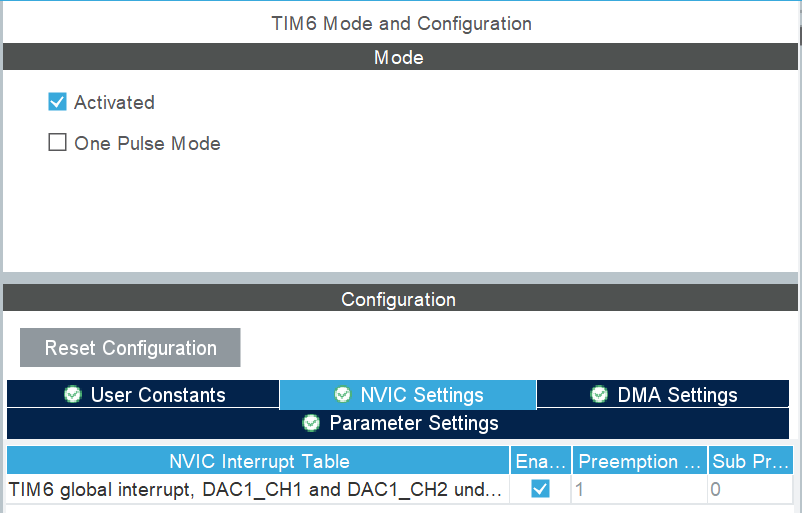 TIM6 Mode and Configuration
Mode
Activated
One Pulse Mode
Configuration
Reset Configuration
User Constants NVIC Settings DMA Settings
Parameter Settings
NVIC Interrupt Table Ena... Preemption ... Sub Pr...
TIM6 global interrupt, DAC1_CH1 and DAC1_CH2 und... 1 0